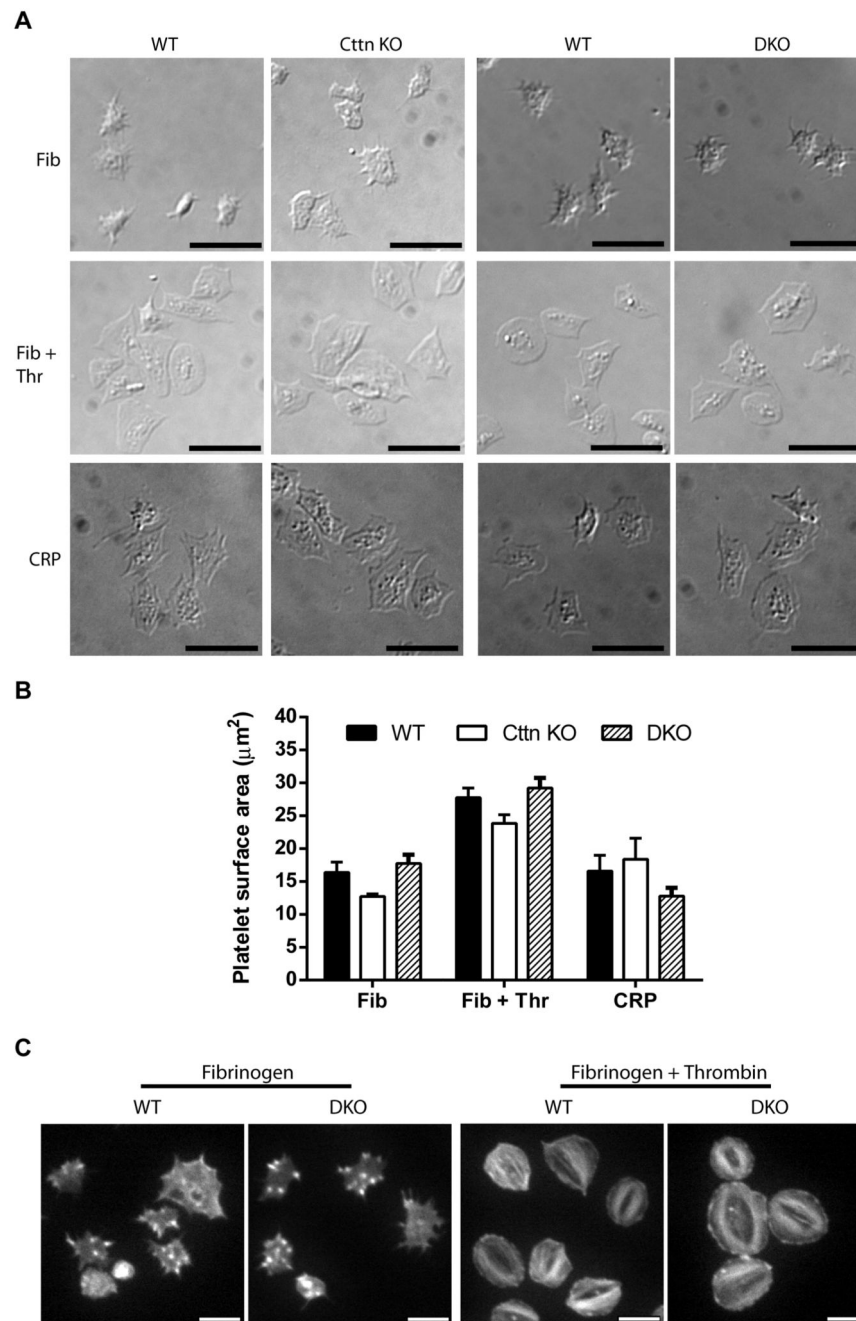 A
WT Cttn KO WT DKO
Fib
Fib +
Thr
CRP
B
Platelet surface area (μm²)
40
35
30
25
20
15
10
5
0
WT Cttn KO DKO
Fib Fib + Thr CRP
C
Fibrinogen Fibrinogen + Thrombin
WT DKO WT DKO